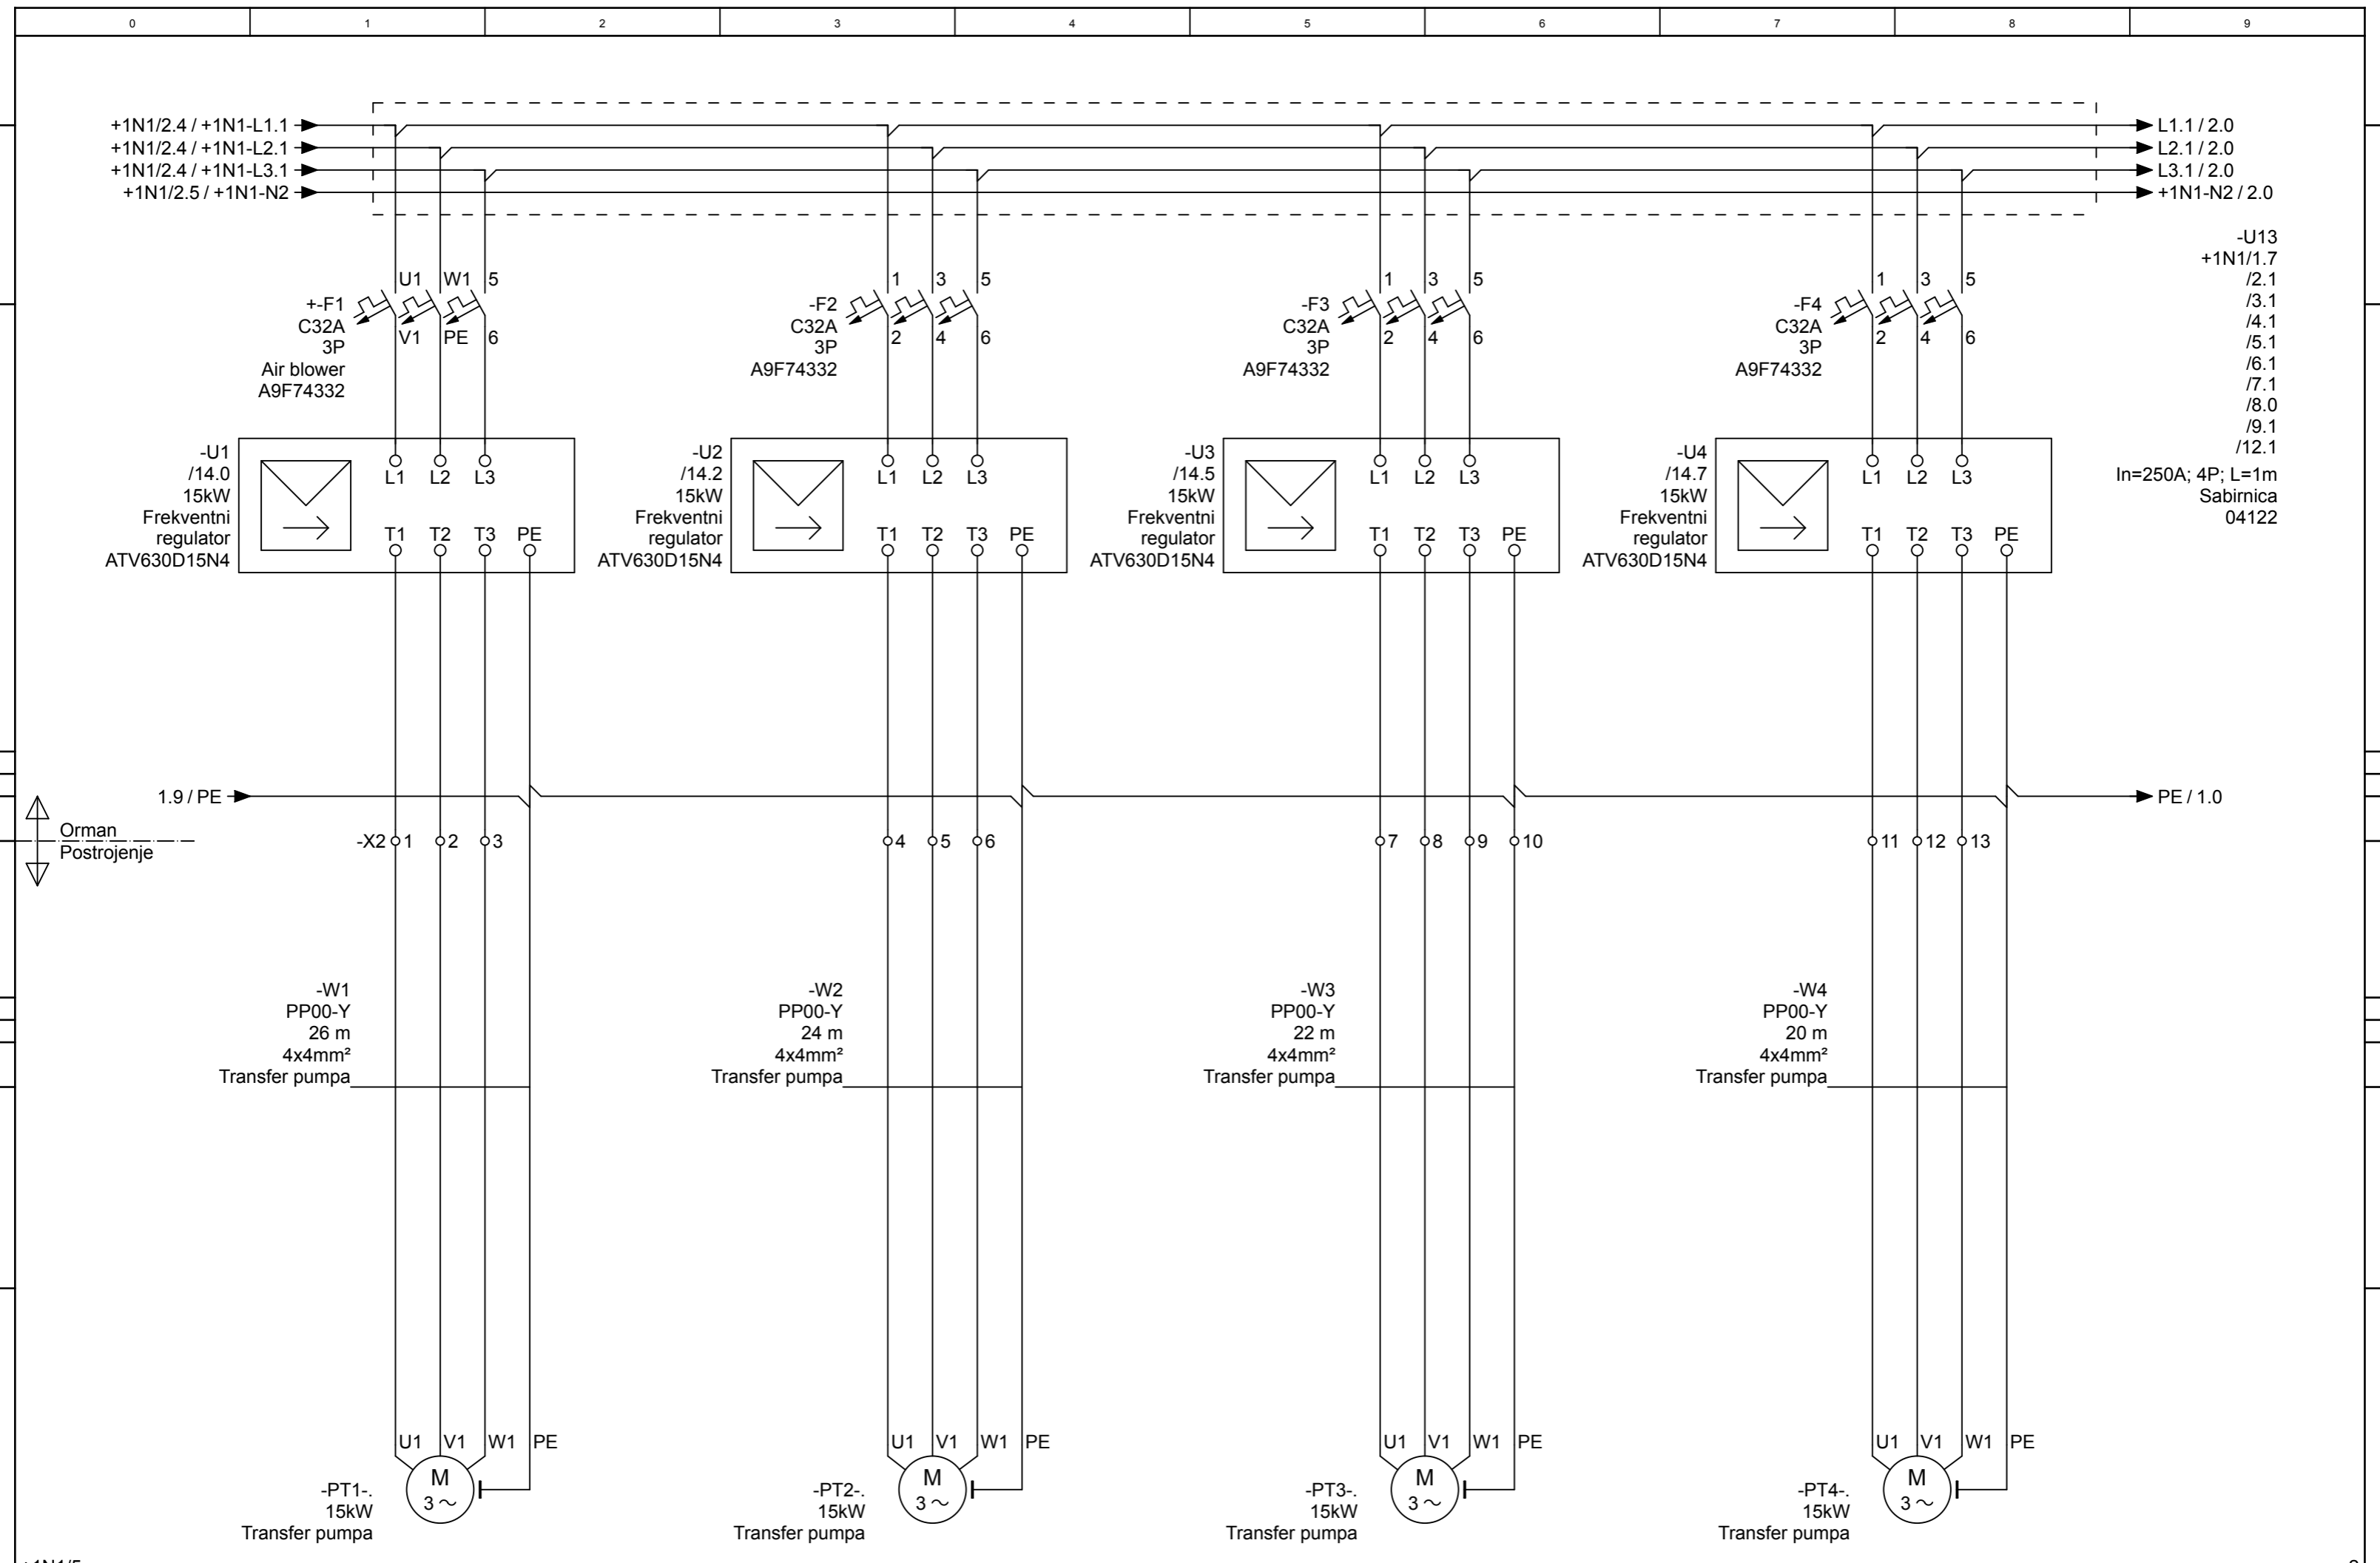 0 1 2 3 4 5 6 7 8 9
+1N1/2.4 / +1N1-L1.1
L1.1 / 2.0
+1N1/2.4 / +1N1-L2.1
L2.1 / 2.0
+1N1/2.4 / +1N1-L3.1
L3.1 / 2.0
+1N1/2.5 / +1N1-N2
+1N1-N2 / 2.0
-U13
+1N1/1.7
/2.1
/3.1
/4.1
/5.1
/6.1
/7.1
/8.0
/9.1
/12.1
In=250A; 4P; L=1m
Sabirnica
04122
U1 W1 5
+-F1
C32A
3P
Air blower
A9F74332
V1 PE 6
1 3 5
-F2
C32A
3P
A9F74332
2 4 6
1 3 5
-F3
C32A
3P
A9F74332
2 4 6
1 3 5
-F4
C32A
3P
A9F74332
2 4 6
-U1
/14.0
15kW
Frekventni
regulator
ATV630D15N4
L1 L2 L3
T1 T2 T3 PE
-U2
/14.2
15kW
Frekventni
regulator
ATV630D15N4
L1 L2 L3
T1 T2 T3 PE
-U3
/14.5
15kW
Frekventni
regulator
ATV630D15N4
L1 L2 L3
T1 T2 T3 PE
-U4
/14.7
15kW
Frekventni
regulator
ATV630D15N4
L1 L2 L3
T1 T2 T3 PE
1.9 / PE
PE / 1.0
Orman
Postrojenje
-X2 1 2 3 4 5 6 7 8 9 10 11 12 13
-W1
PP00-Y
26 m
4x4mm²
Transfer pumpa
-W2
PP00-Y
24 m
4x4mm²
Transfer pumpa
-W3
PP00-Y
22 m
4x4mm²
Transfer pumpa
-W4
PP00-Y
20 m
4x4mm²
Transfer pumpa
U1 V1 W1 PE
M
3 ~
-PT1-.
15kW
Transfer pumpa
U1 V1 W1 PE
M
3 ~
-PT2-.
15kW
Transfer pumpa
U1 V1 W1 PE
M
3 ~
-PT3-.
15kW
Transfer pumpa
U1 V1 W1 PE
M
3 ~
-PT4-.
15kW
Transfer pumpa